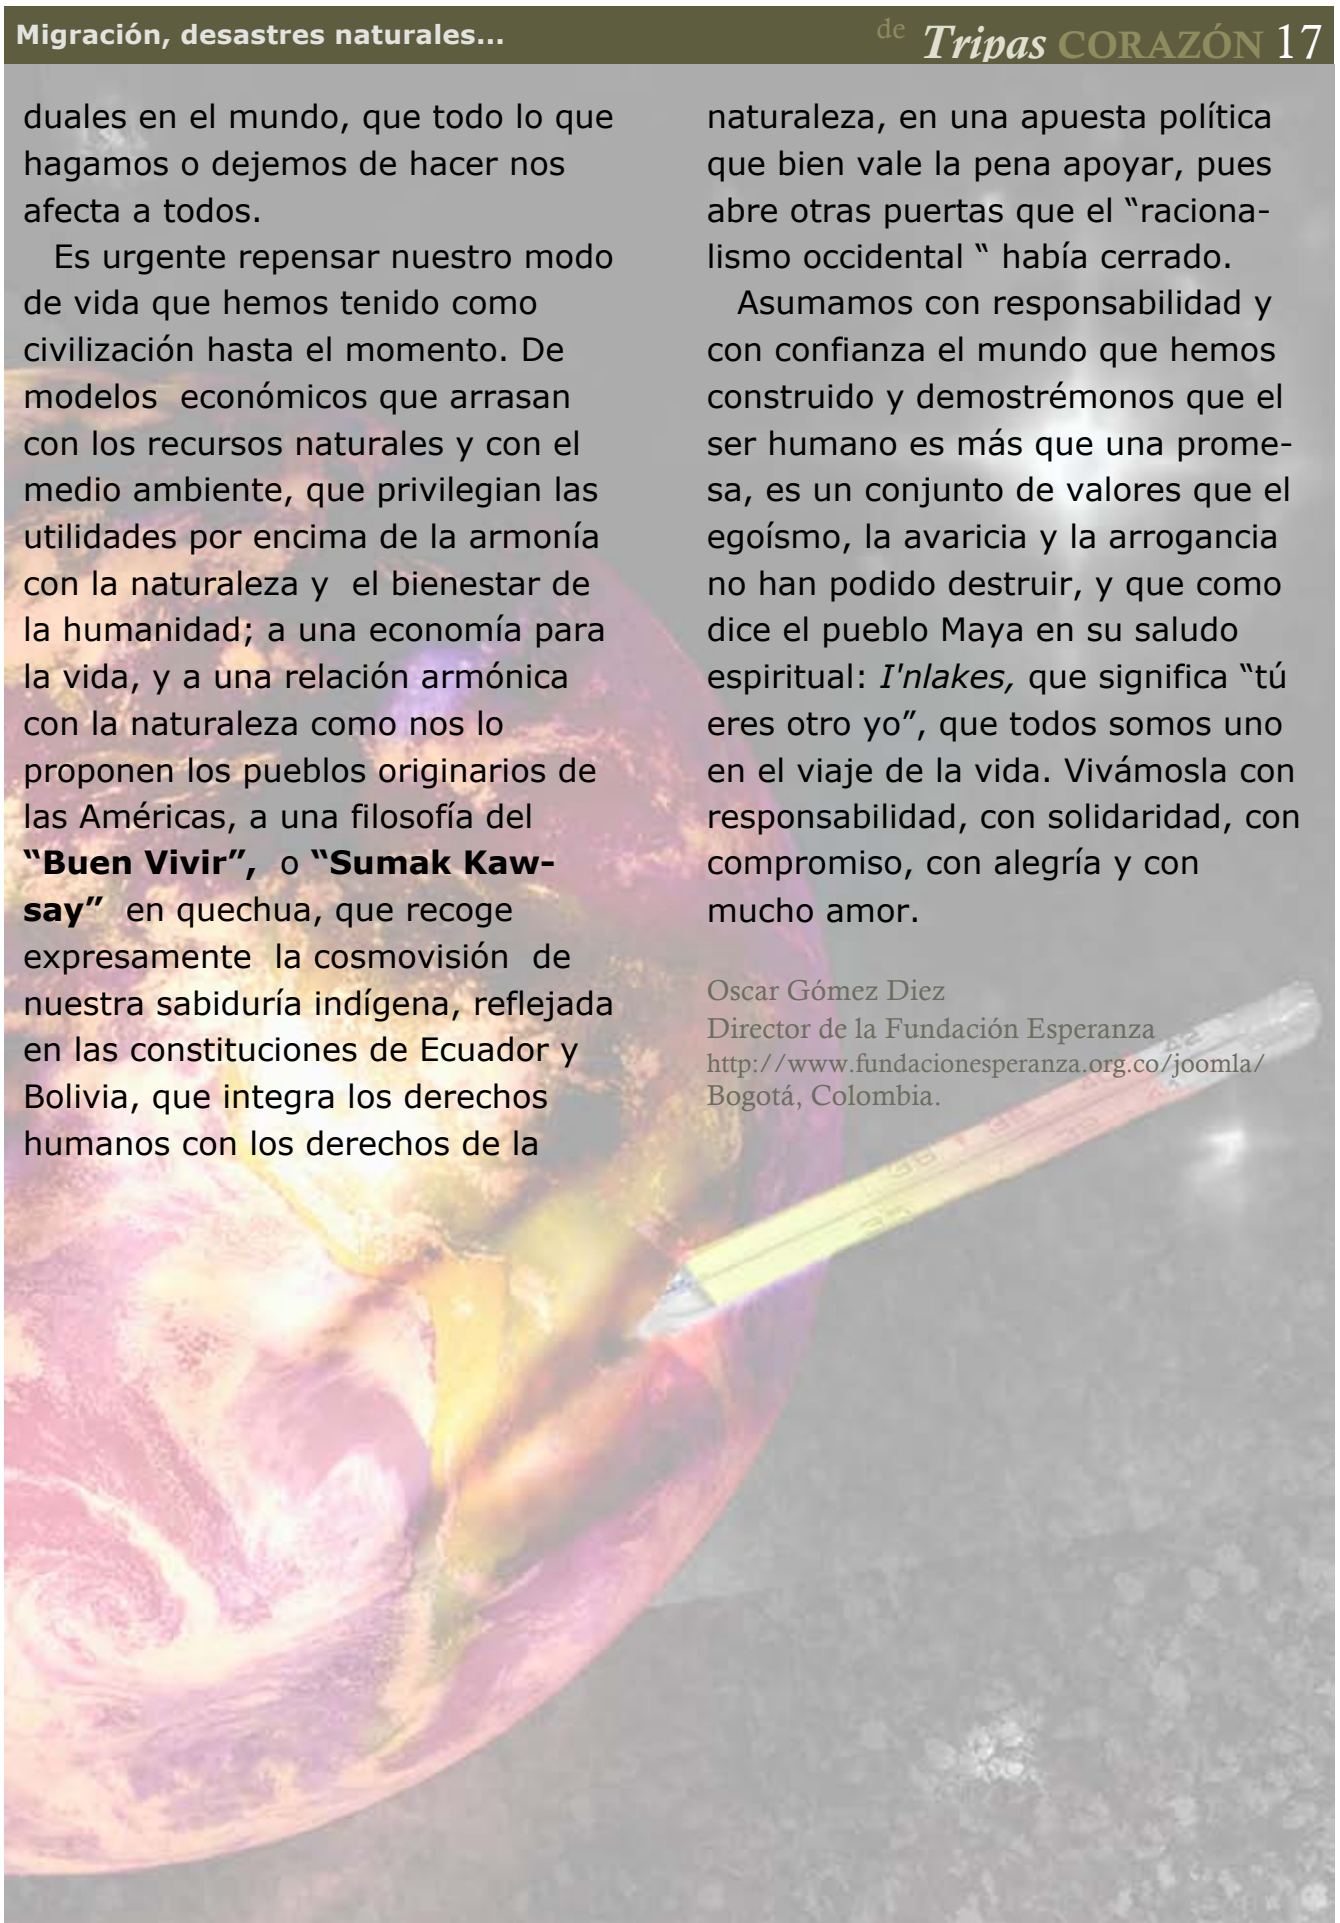 Migración, desastres naturales...
de Tripas CORAZÓN 17
duales en el mundo, que todo lo que
hagamos o dejemos de hacer nos
afecta a todos.
Es urgente repensar nuestro modo
de vida que hemos tenido como
civilización hasta el momento. De
modelos  económicos que arrasan
con los recursos naturales y con el
medio ambiente, que privilegian las
utilidades por encima de la armonía
con la naturaleza y  el bienestar de
la humanidad; a una economía para
la vida, y a una relación armónica
con la naturaleza como nos lo
proponen los pueblos originarios de
las Américas, a una filosofía del
“Buen Vivir”,  o “Sumak Kaw-
say”  en quechua, que recoge
expresamente  la cosmovisión  de
nuestra sabiduría indígena, reflejada
en las constituciones de Ecuador y
Bolivia, que integra los derechos
humanos con los derechos de la
naturaleza, en una apuesta política
que bien vale la pena apoyar, pues
abre otras puertas que el “raciona-
lismo occidental “ había cerrado.
Asumamos con responsabilidad y
con confianza el mundo que hemos
construido y demostrémonos que el
ser humano es más que una prome-
sa, es un conjunto de valores que el
egoísmo, la avaricia y la arrogancia
no han podido destruir, y que como
dice el pueblo Maya en su saludo
espiritual: I'nlakes, que significa “tú
eres otro yo”, que todos somos uno
en el viaje de la vida. Vivámosla con
responsabilidad, con solidaridad, con
compromiso, con alegría y con
mucho amor.
Oscar Gómez Diez
Director de la Fundación Esperanza
http://www.fundacionesperanza.org.co/joomla/
Bogotá, Colombia.